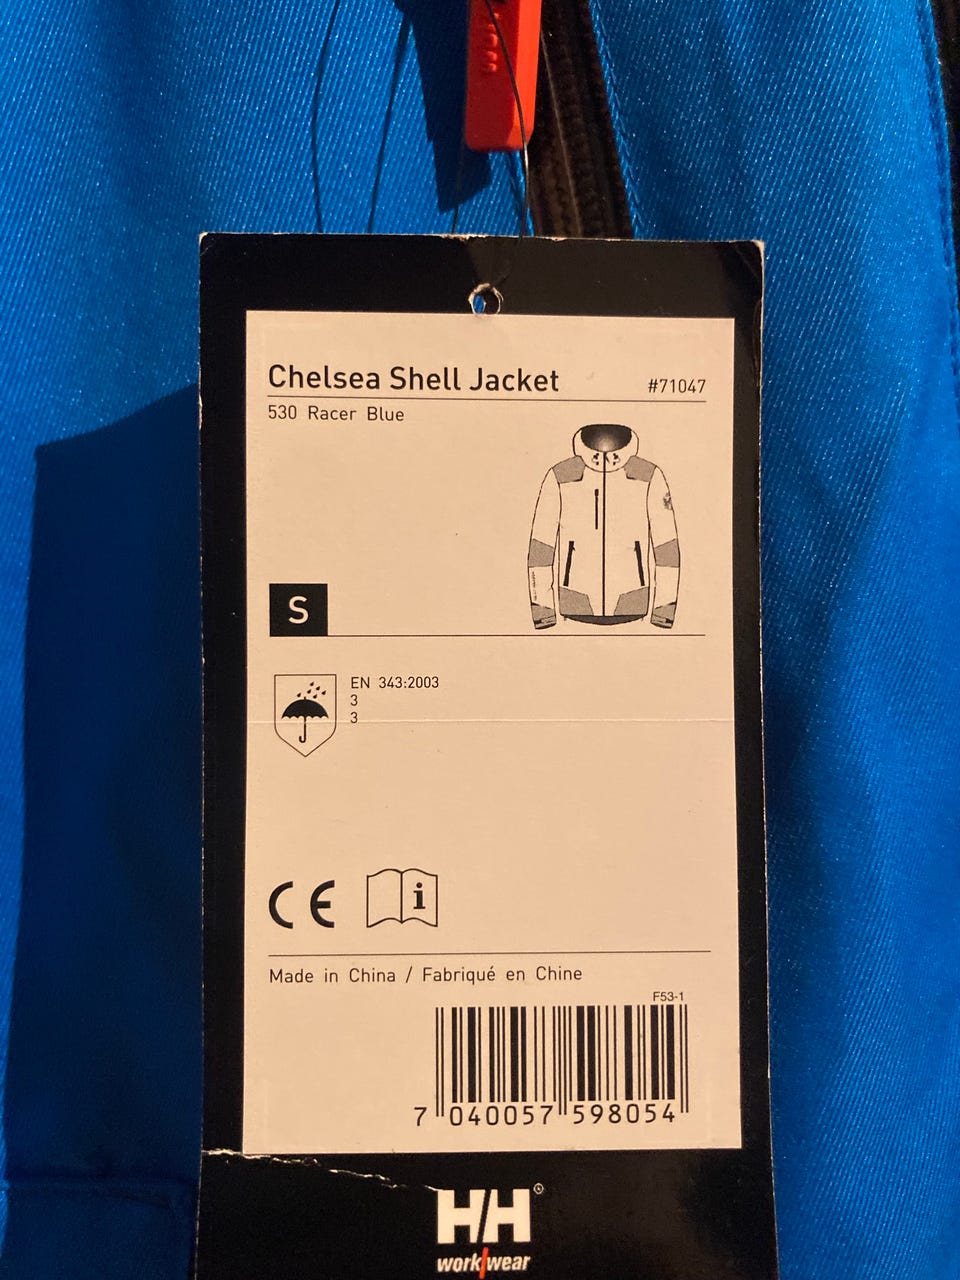 Chelsea Shell Jacket #71047
530 Racer Blue
S
EN 343:2003
3
3
CE
i
Made in China / Fabriqué en Chine
F53-1
7 040057 598054
HH®
work/wear